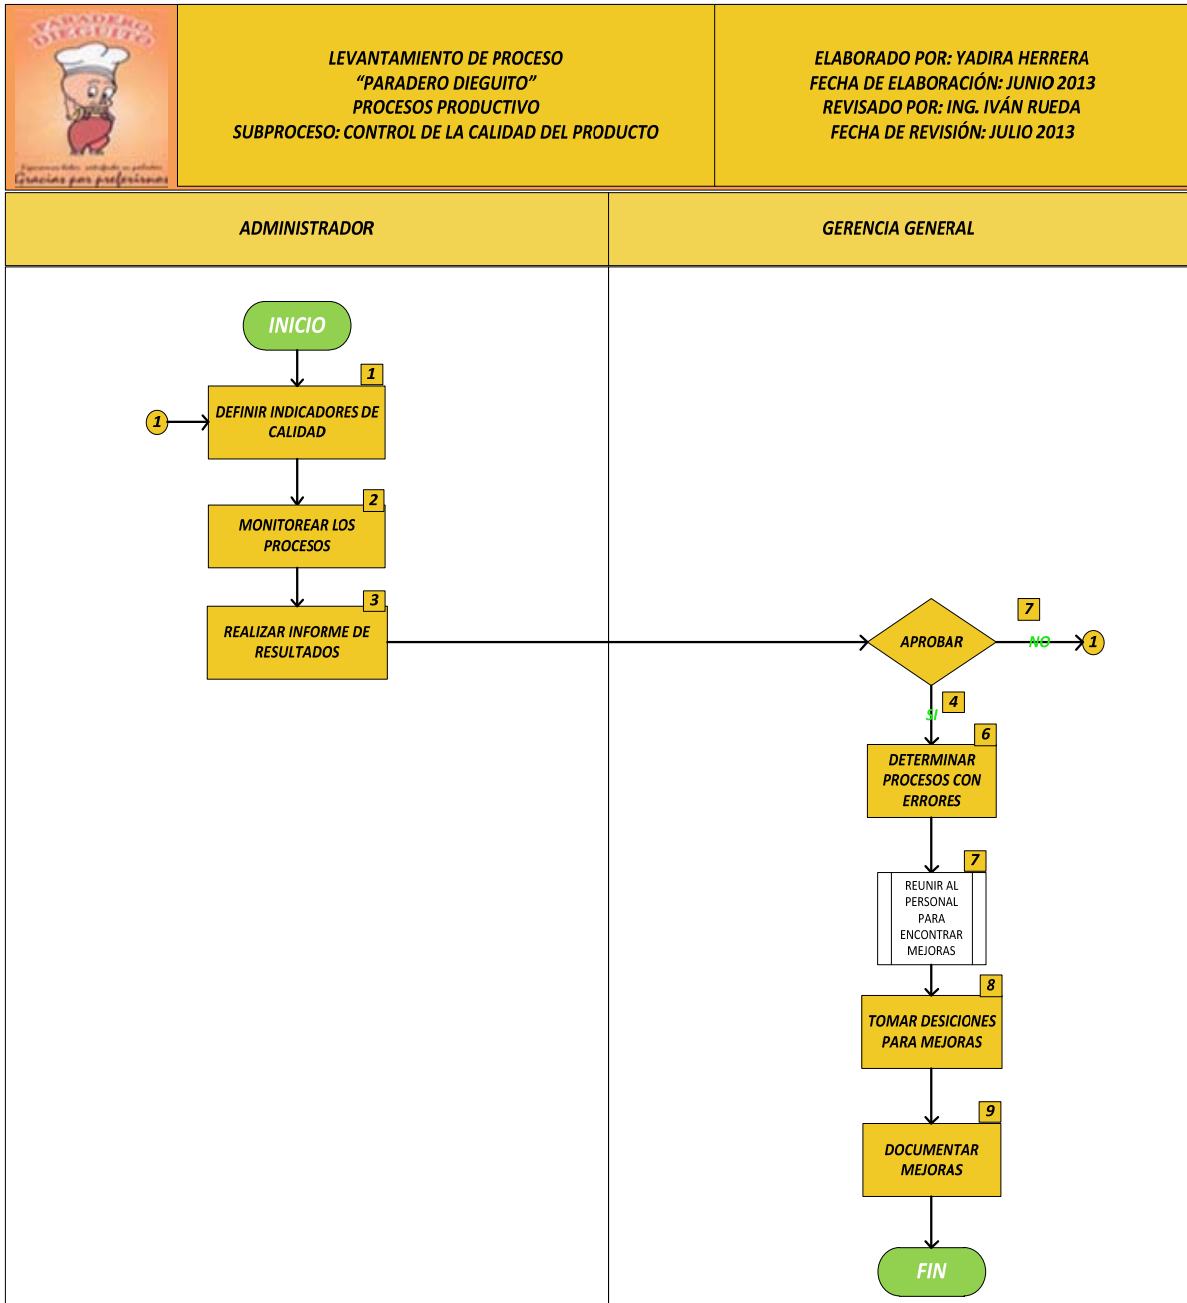 PARADERO
DIEGUITO
Gracias por preferirnos
LEVANTAMIENTO DE PROCESO
“PARADERO DIEGUITO”
PROCESOS PRODUCTIVO
SUBPROCESO: CONTROL DE LA CALIDAD DEL PRODUCTO
ELABORADO POR: YADIRA HERRERA
FECHA DE ELABORACIÓN: JUNIO 2013
REVISADO POR: ING. IVÁN RUEDA
FECHA DE REVISIÓN: JULIO 2013
ADMINISTRADOR
GERENCIA GENERAL
INICIO
1
1
DEFINIR INDICADORES DE
CALIDAD
2
MONITOREAR LOS
PROCESOS
3
REALIZAR INFORME DE
RESULTADOS
APROBAR
7
NO
1
4
SI
6
DETERMINAR
PROCESOS CON
ERRORES
7
REUNIR AL
PERSONAL
PARA
ENCONTRAR
MEJORAS
8
TOMAR DESICIONES
PARA MEJORAS
9
DOCUMENTAR
MEJORAS
FIN